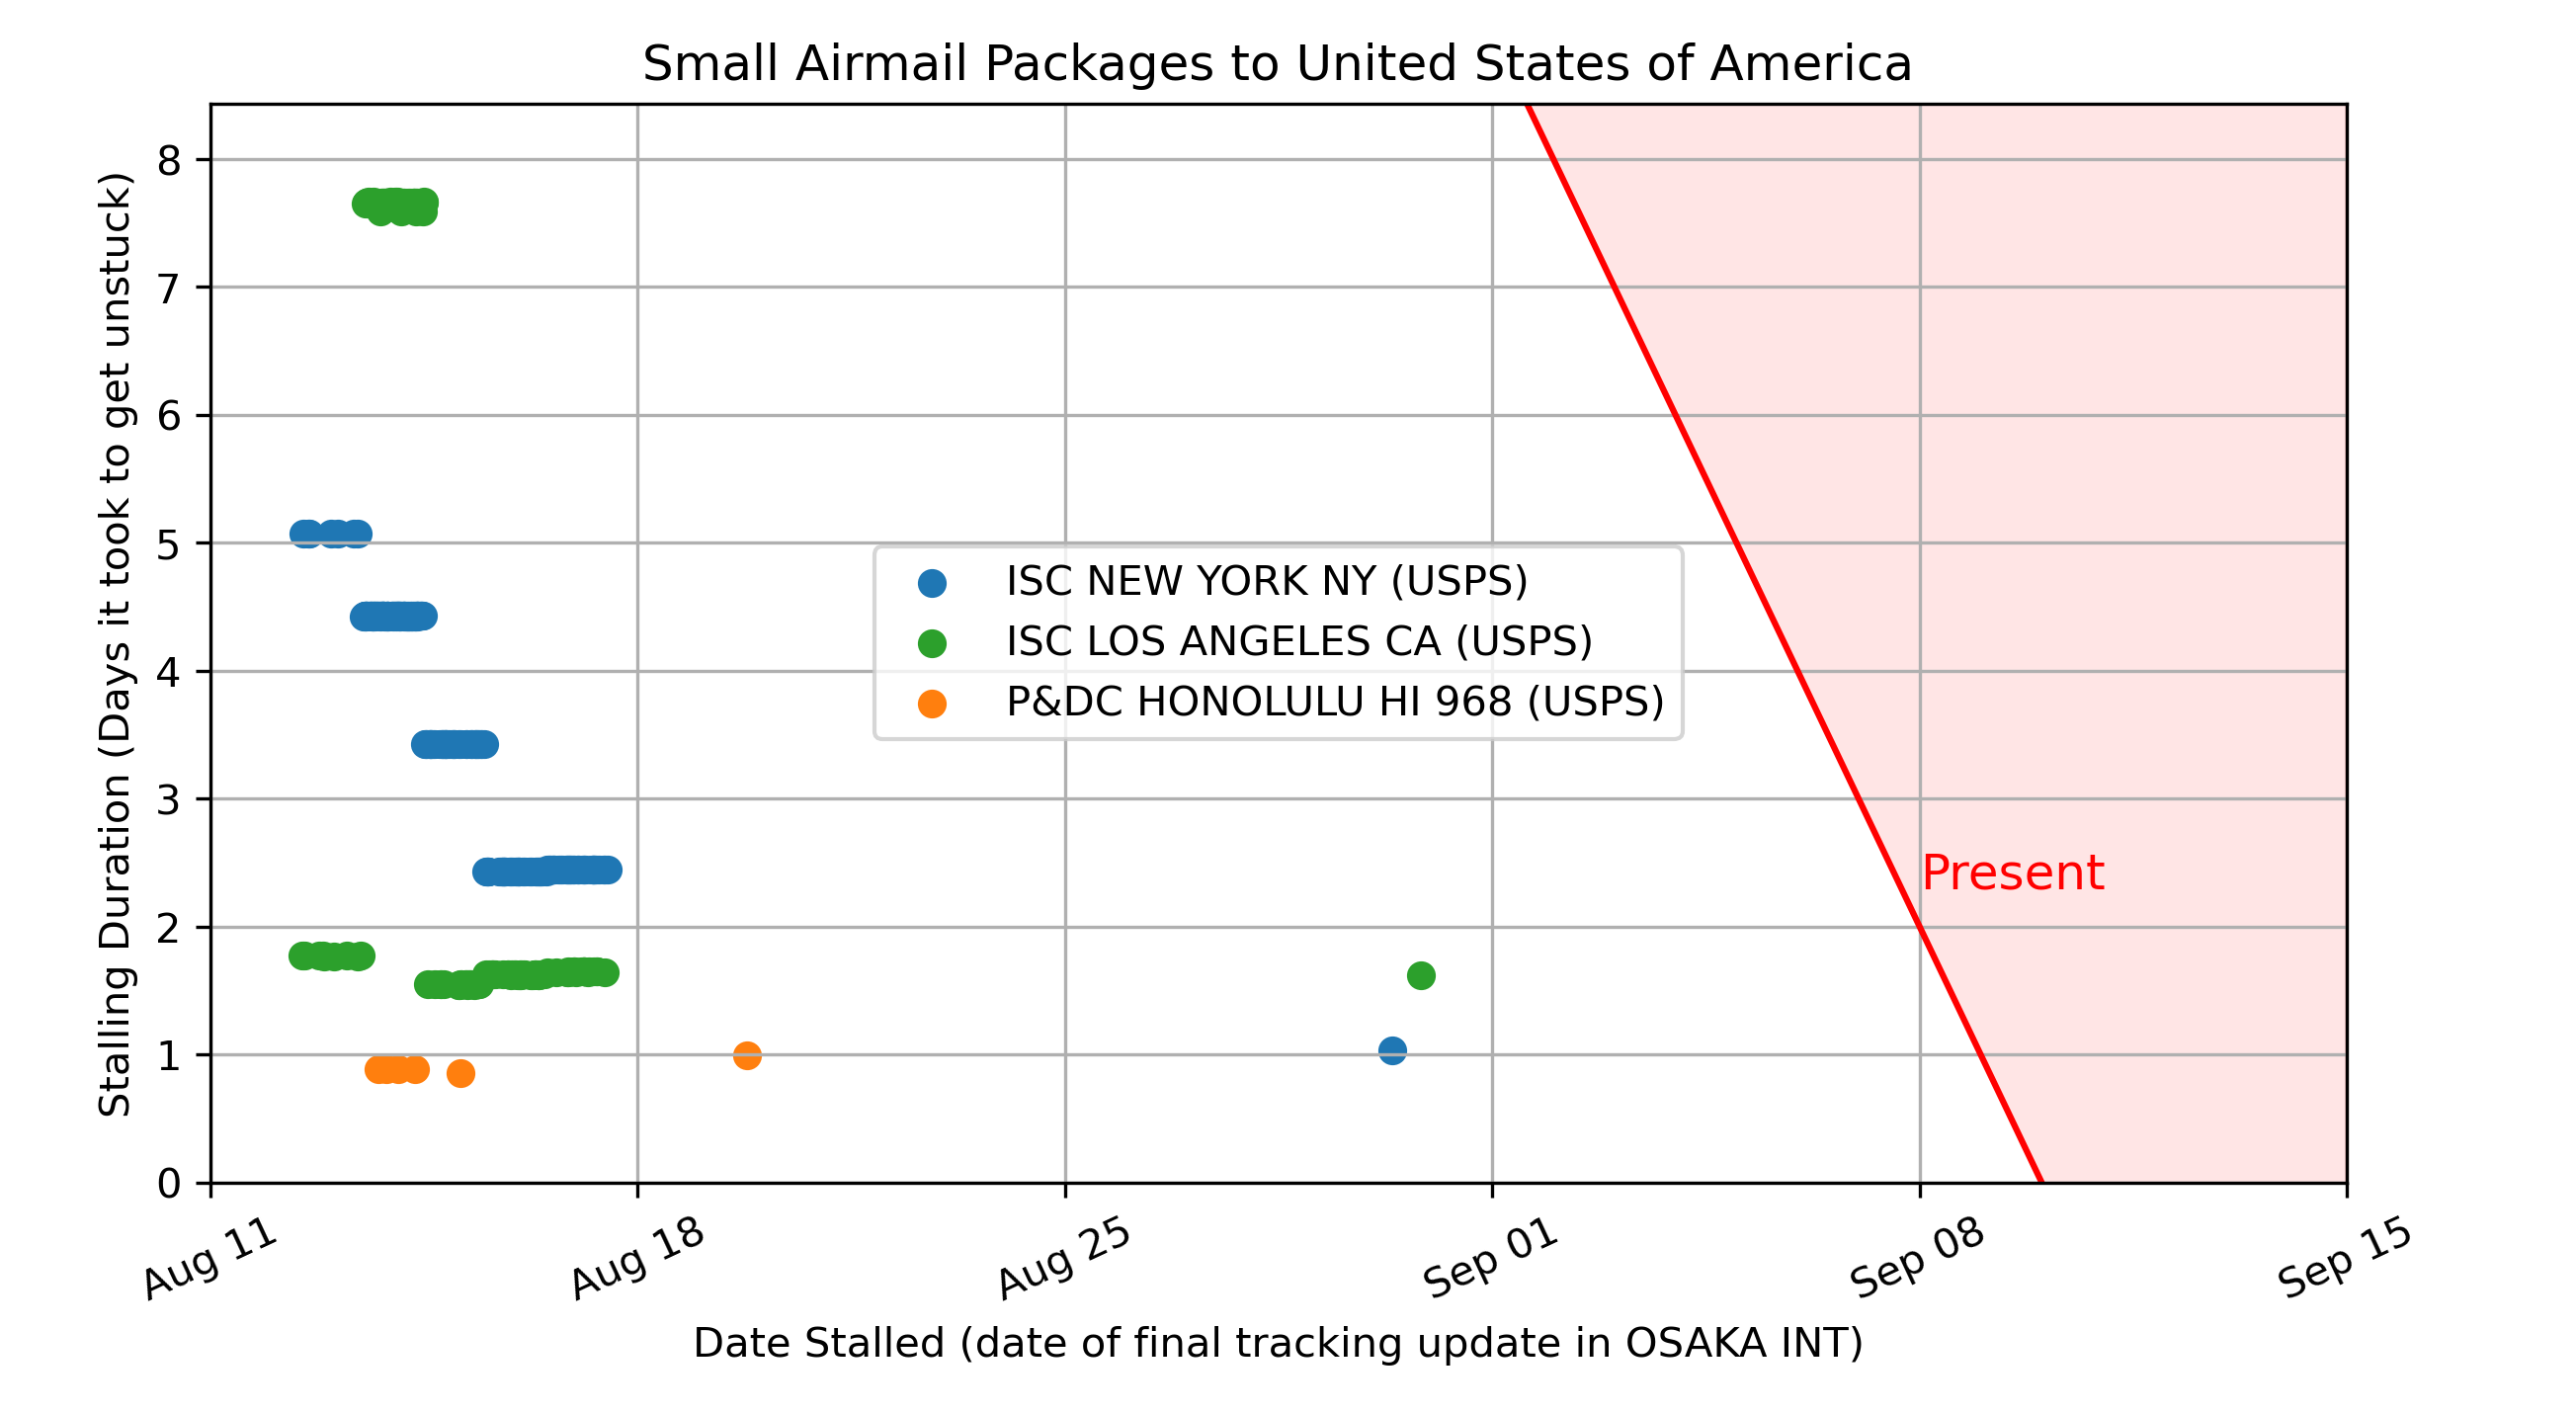 Small Airmail Packages to United States of America
Stalling Duration (Days it took to get unstuck)
8
7
6
5
4
3
2
1
0
ISC NEW YORK NY (USPS)
ISC LOS ANGELES CA (USPS)
P&DC HONOLULU HI 968 (USPS)
Present
Aug 11
Aug 18
Aug 25
Sep 01
Sep 08
Sep 15
Date Stalled (date of final tracking update in OSAKA INT)